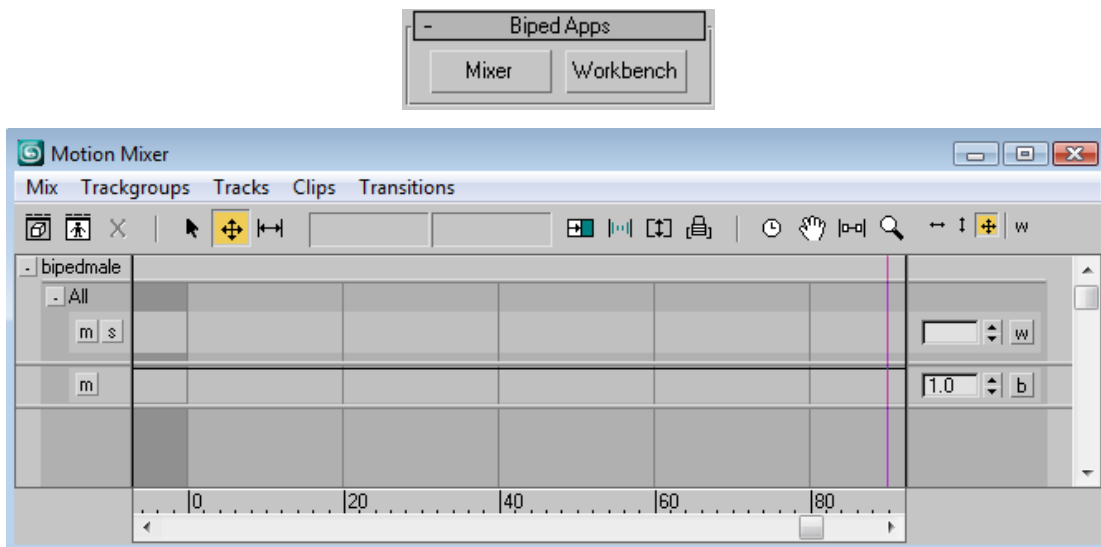 - Biped Apps
Mixer Workbench
Motion Mixer
Mix Trackgroups Tracks Clips Transitions
w
- bipedmale
- All
m s w
m 1.0 b
0 20 40 60 80